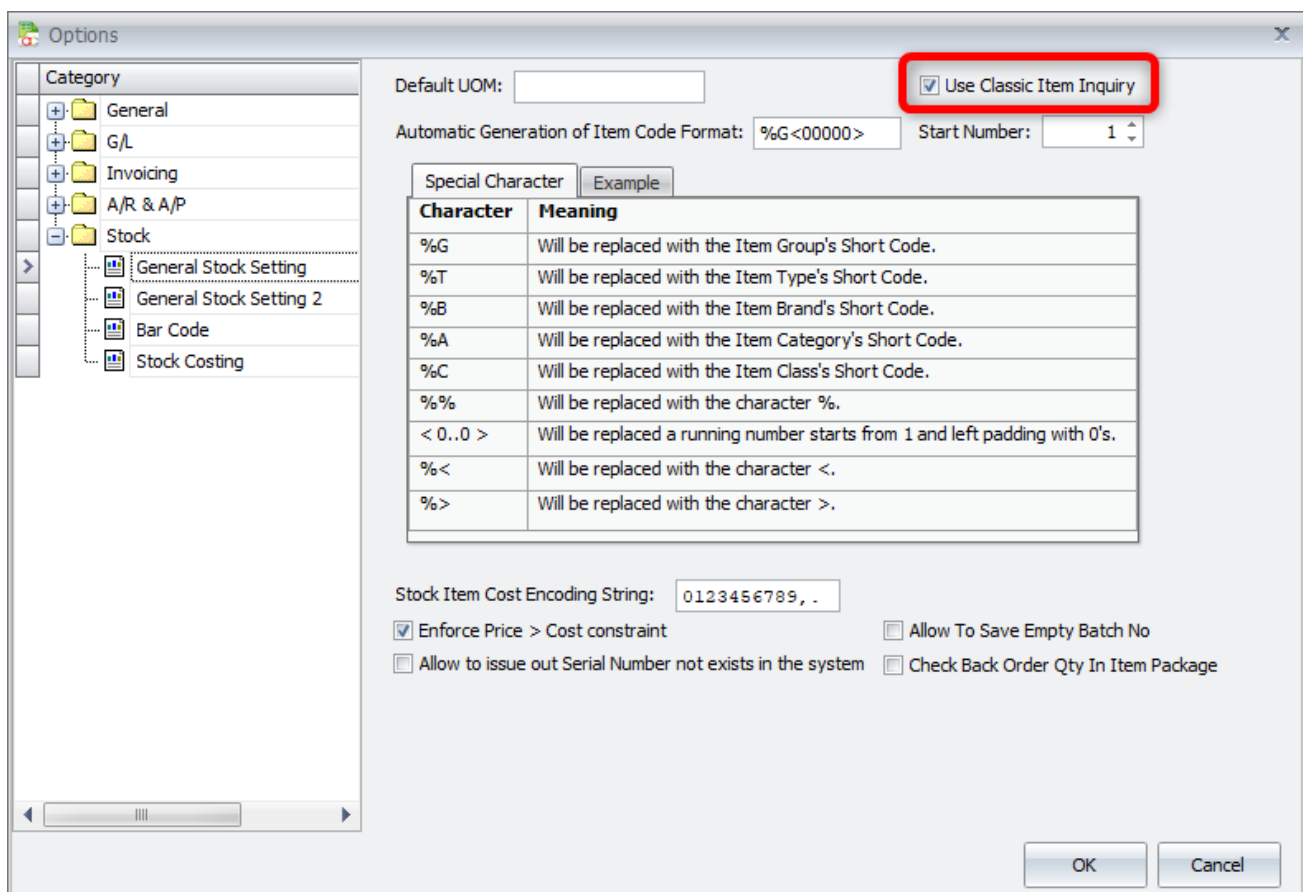 Options
Category
General
G/L
Invoicing
A/R & A/P
Stock
General Stock Setting
General Stock Setting 2
Bar Code
Stock Costing
Default UOM:
Use Classic Item Inquiry
Automatic Generation of Item Code Format: %G<00000> Start Number: 1
Special Character Example
Character Meaning
%G Will be replaced with the Item Group's Short Code.
%T Will be replaced with the Item Type's Short Code.
%B Will be replaced with the Item Brand's Short Code.
%A Will be replaced with the Item Category's Short Code.
%C Will be replaced with the Item Class's Short Code.
%% Will be replaced with the character %.
< 0..0 > Will be replaced a running number starts from 1 and left padding with 0's.
%< Will be replaced with the character <.
%> Will be replaced with the character >.
Stock Item Cost Encoding String: 0123456789,.
Enforce Price > Cost constraint Allow To Save Empty Batch No
Allow to issue out Serial Number not exists in the system Check Back Order Qty In Item Package
OK Cancel